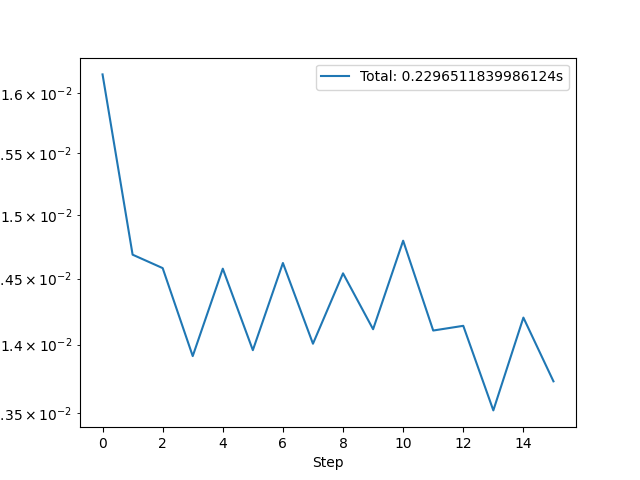 Total: 0.2296511839986124s
1.6 × 10⁻²
.55 × 10⁻²
1.5 × 10⁻²
.45 × 10⁻²
1.4 × 10⁻²
.35 × 10⁻²
0 2 4 6 8 10 12 14
Step